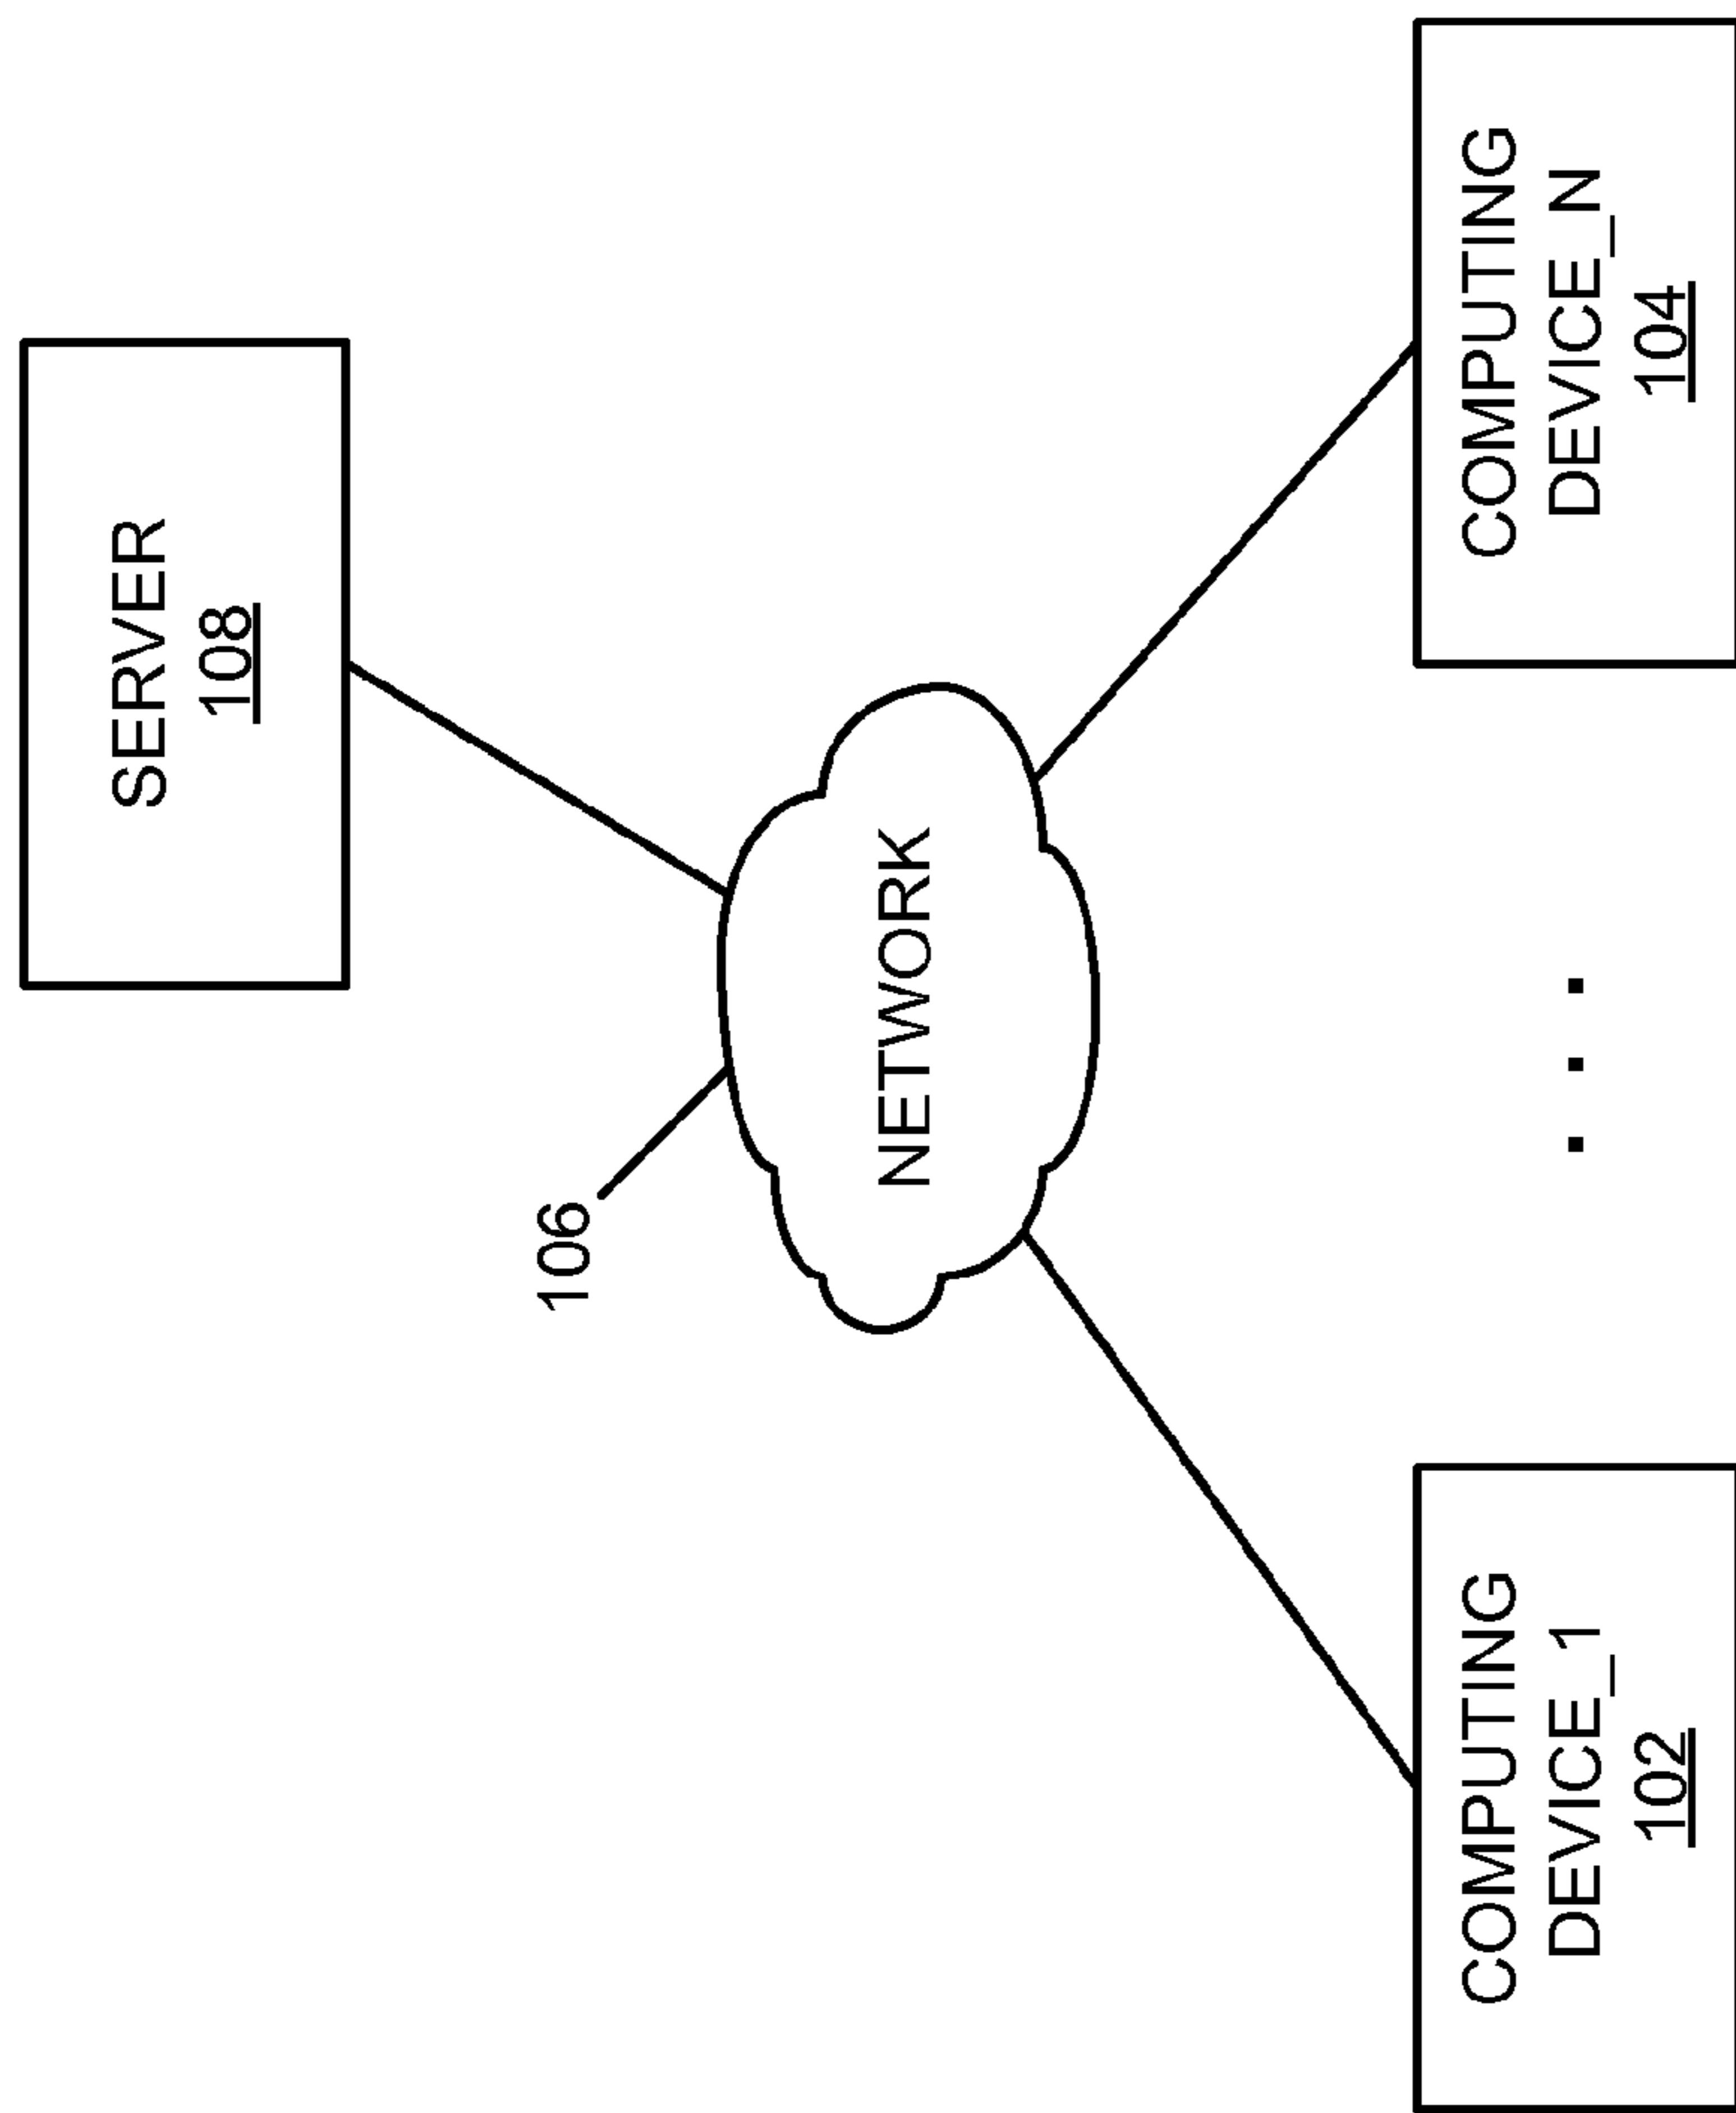 SERVER
108
106
NETWORK
COMPUTING
DEVICE_1
102
. . .
COMPUTING
DEVICE_N
104